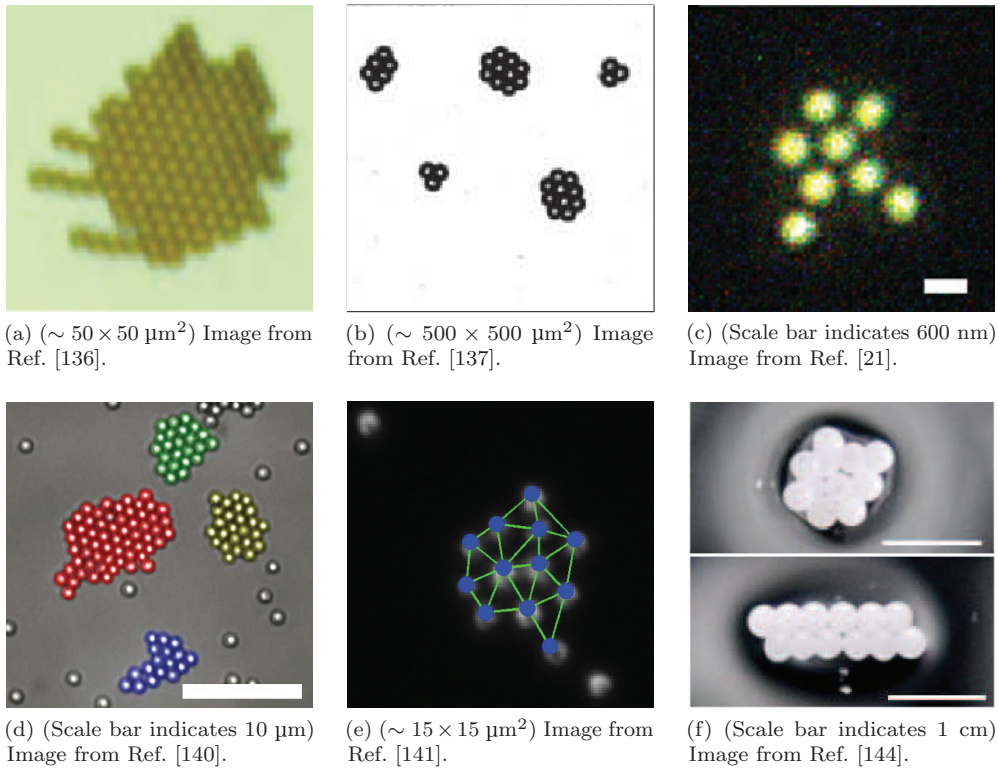 (a) (∼ 50 × 50 µm²) Image from
Ref. [136].
(b) (∼ 500 × 500 µm²) Image
from Ref. [137].
(c) (Scale bar indicates 600 nm)
Image from Ref. [21].
(d) (Scale bar indicates 10 µm)
Image from Ref. [140].
(e) (∼ 15 × 15 µm²) Image from
Ref. [141].
(f) (Scale bar indicates 1 cm)
Image from Ref. [144].